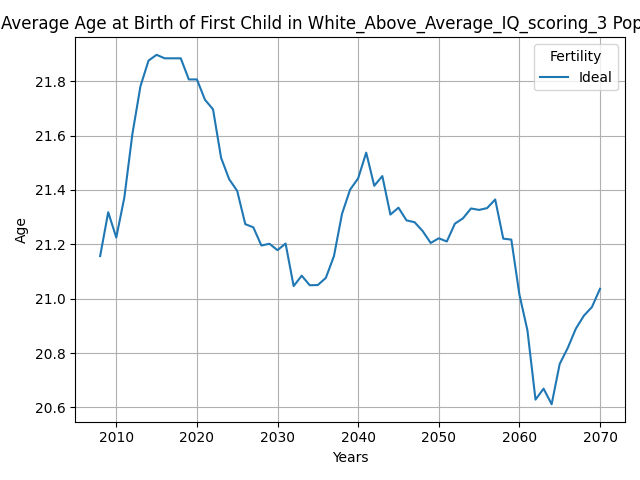 Average Age at Birth of First Child in White_Above_Average_IQ_scoring_3 Pop
Fertility
Ideal
21.8
21.6
21.4
21.2
21.0
20.8
20.6
Age
2010 2020 2030 2040 2050 2060 2070
Years